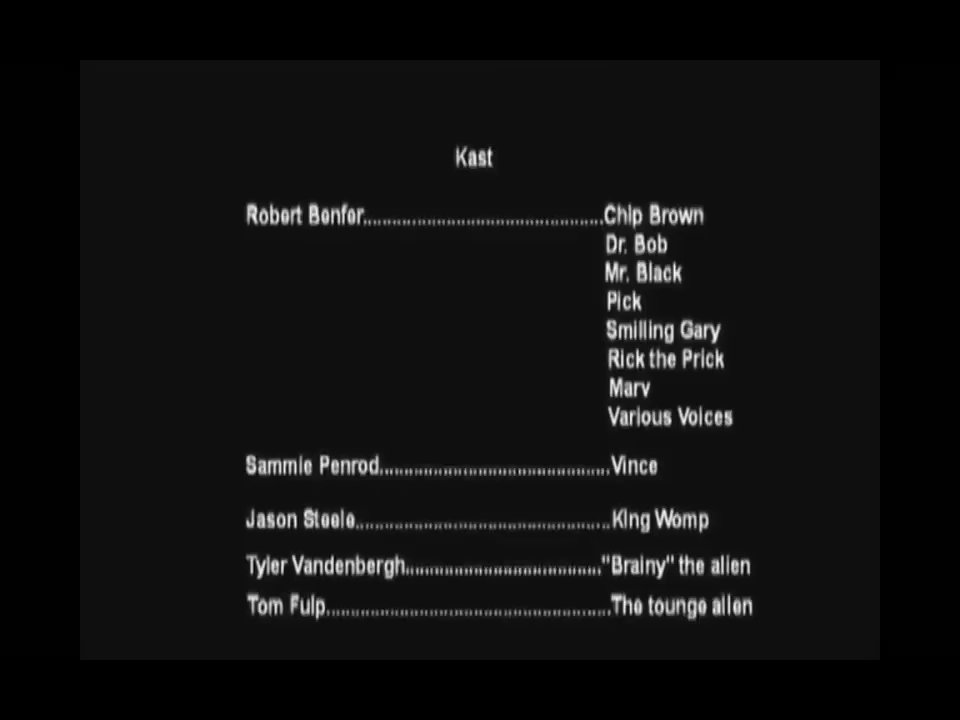 Kast
Robert Benfer...........................................Chip Brown
Dr. Bob
Mr. Black
Pick
Smilling Gary
Rick the Prick
Marv
Various Voices
Sammie Penrod.........................................Vince
Jason Steele.............................................King Womp
Tyler Vandenbergh..................................."Brainy" the alien
Tom Fulp...................................................The tounge alien